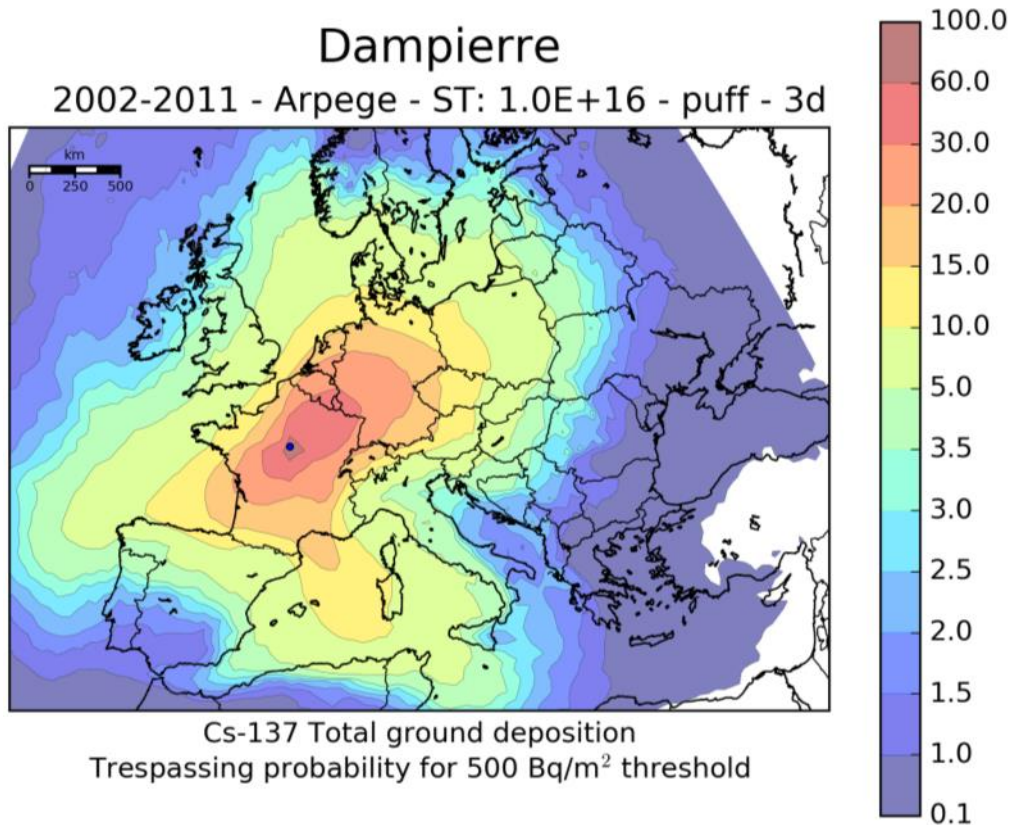 Dampierre
2002-2011 - Arpege - ST: 1.0E+16 - puff - 3d
km
0 250 500
100.0
60.0
30.0
20.0
15.0
10.0
5.0
3.5
3.0
2.5
2.0
1.5
1.0
0.1
Cs-137 Total ground deposition
Trespassing probability for 500 Bq/m² threshold